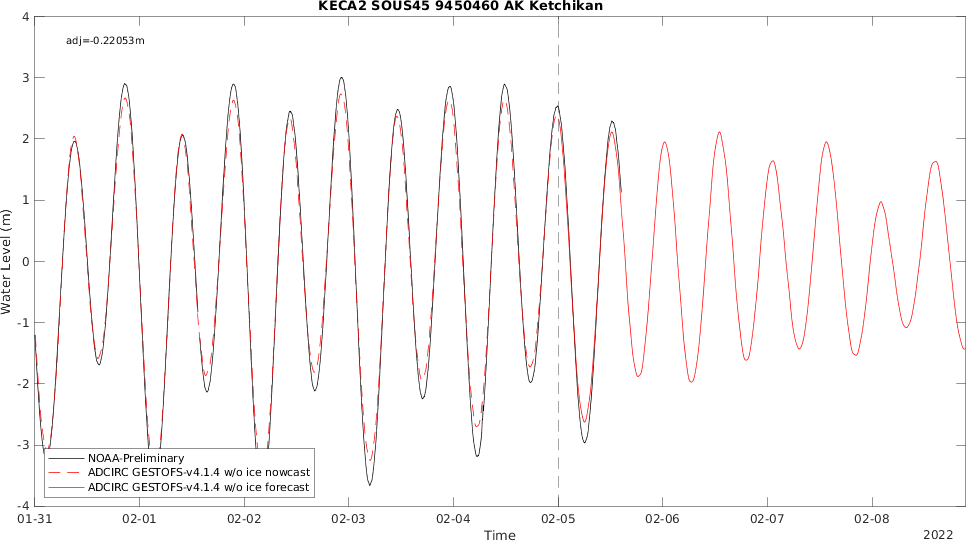 KECA2 SOUS45 9450460 AK Ketchikan
adj=-0.22053m
Water Level (m)
4
3
2
1
0
-1
-2
-3
-4
NOAA-Preliminary
ADCIRC GESTOFS-v4.1.4 w/o ice nowcast
ADCIRC GESTOFS-v4.1.4 w/o ice forecast
01-31 02-01 02-02 02-03 02-04 02-05 02-06 02-07 02-08
Time
2022